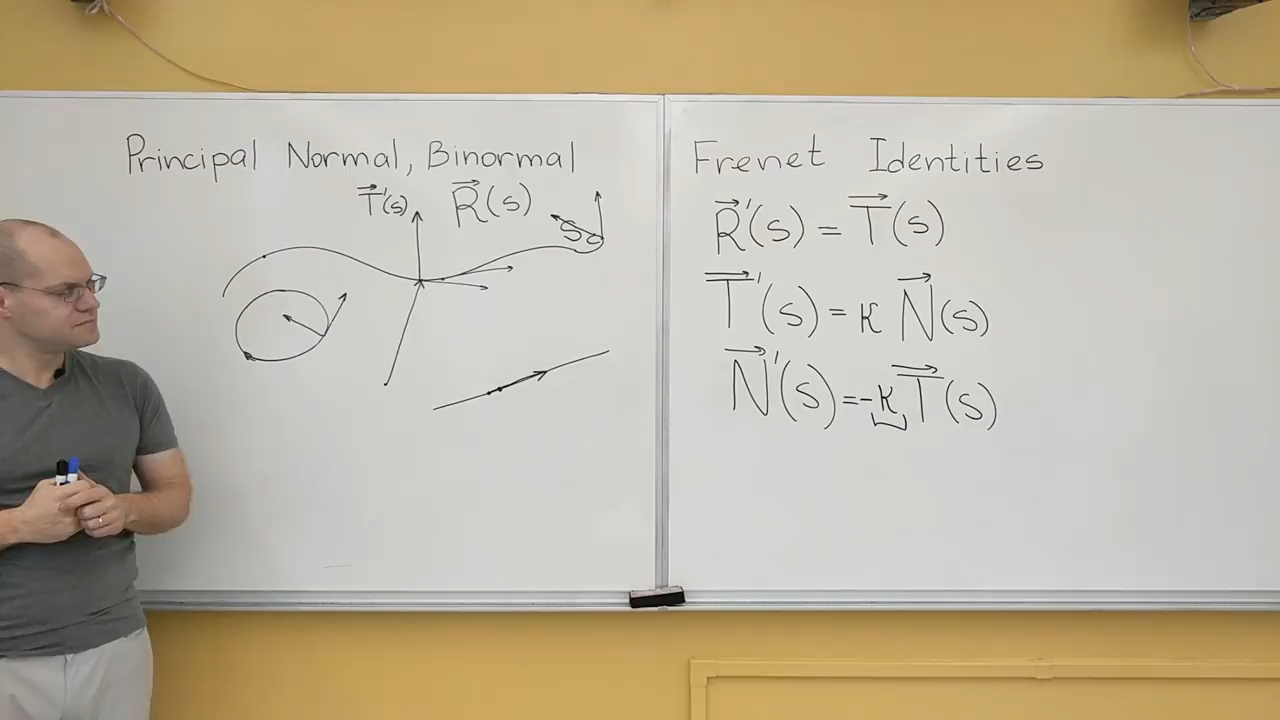 Principal Normal, Binormal
T⃗'(s) R⃗(s)
S
Frenet Identities
R⃗'(s) = T⃗(s)
T⃗'(s) = κ N⃗(s)
N⃗'(s) = -κ T⃗(s)